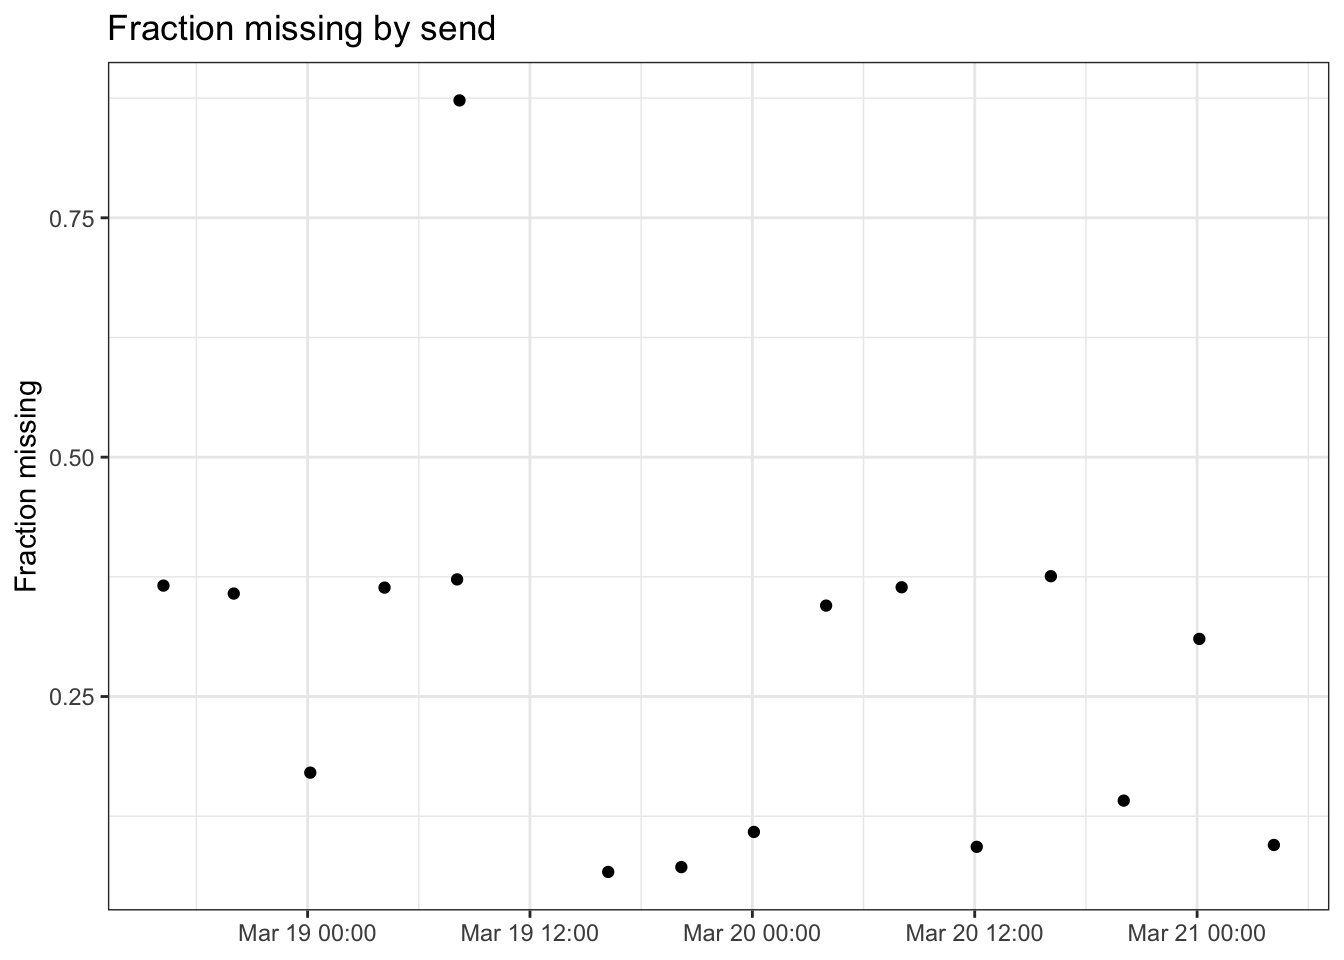 Fraction missing by send
Fraction missing
0.75
0.50
0.25
Mar 19 00:00
Mar 19 12:00
Mar 20 00:00
Mar 20 12:00
Mar 21 00:00